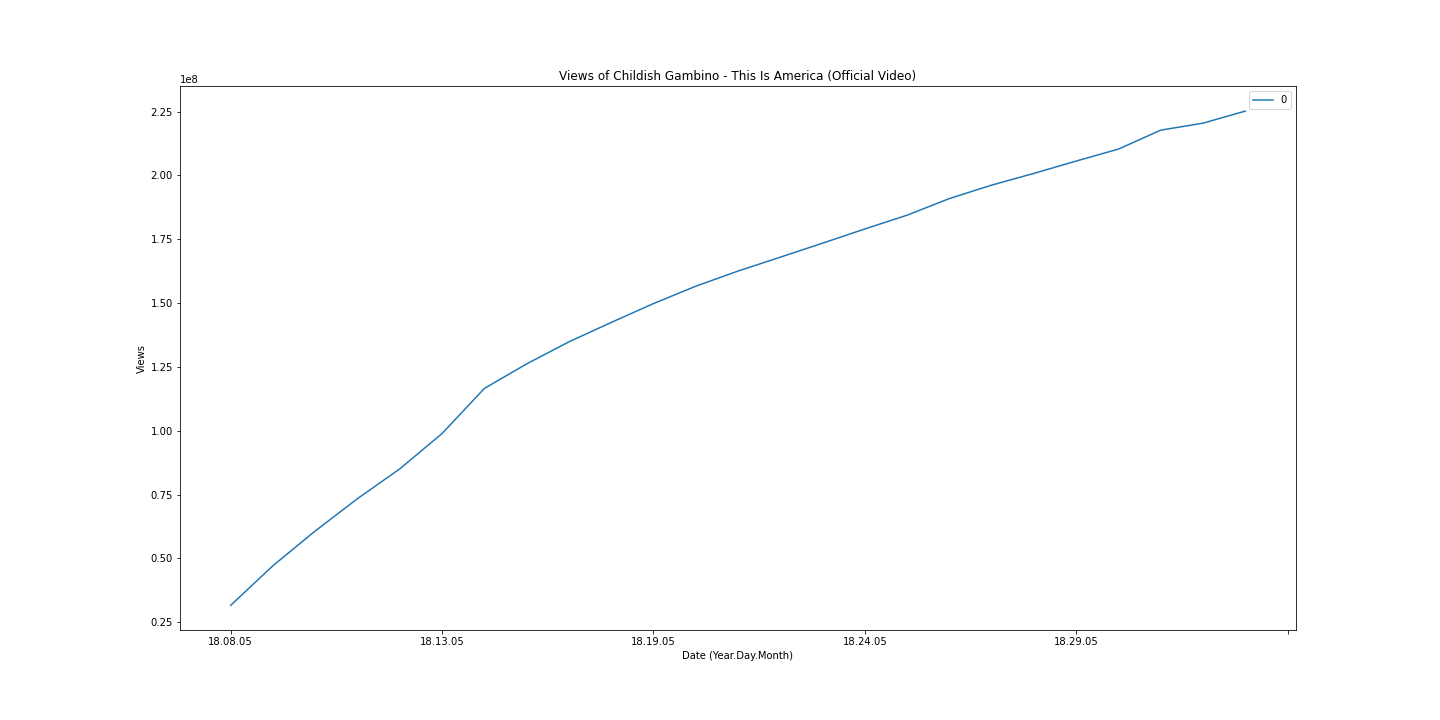 Views of Childish Gambino - This Is America (Official Video)
1e8
0
2.25
2.00
1.75
1.50
1.25
1.00
0.75
0.50
0.25
Views
18.08.05 18.13.05 18.19.05 18.24.05 18.29.05
Date (Year.Day.Month)